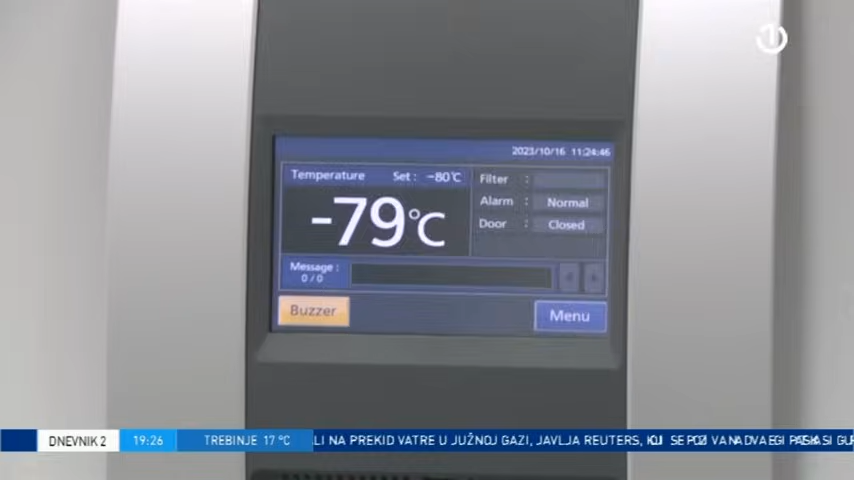 2023/10/16 11:24:46
Temperature Set : -80℃
-79℃
Filter :
Alarm : Normal
Door : Closed
Message :
0 / 0
Buzzer
Menu
DNEVNIK 2 19:26 TREBINJE 17 °C LI NA PREKID VATRE U JUŽNOJ GAZI, JAVLJA REUTERS,